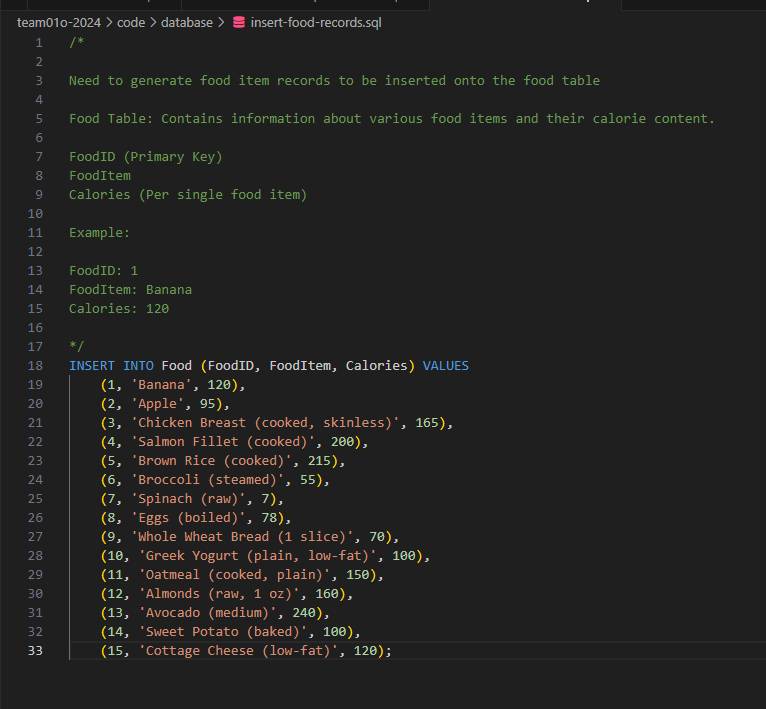 team01o-2024 > code > database > insert-food-records.sql
1 /*
2
3 Need to generate food item records to be inserted onto the food table
4
5 Food Table: Contains information about various food items and their calorie content.
6
7 FoodID (Primary Key)
8 FoodItem
9 Calories (Per single food item)
10
11 Example:
12
13 FoodID: 1
14 FoodItem: Banana
15 Calories: 120
16
17 */
18 INSERT INTO Food (FoodID, FoodItem, Calories) VALUES
19 (1, 'Banana', 120),
20 (2, 'Apple', 95),
21 (3, 'Chicken Breast (cooked, skinless)', 165),
22 (4, 'Salmon Fillet (cooked)', 200),
23 (5, 'Brown Rice (cooked)', 215),
24 (6, 'Broccoli (steamed)', 55),
25 (7, 'Spinach (raw)', 7),
26 (8, 'Eggs (boiled)', 78),
27 (9, 'Whole Wheat Bread (1 slice)', 70),
28 (10, 'Greek Yogurt (plain, low-fat)', 100),
29 (11, 'Oatmeal (cooked, plain)', 150),
30 (12, 'Almonds (raw, 1 oz)', 160),
31 (13, 'Avocado (medium)', 240),
32 (14, 'Sweet Potato (baked)', 100),
33 (15, 'Cottage Cheese (low-fat)', 120);